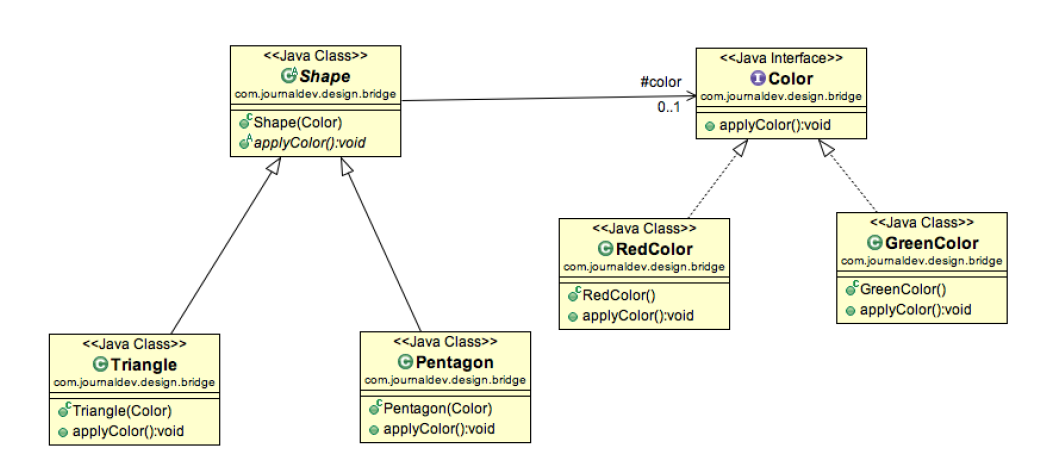 <<Java Class>>
Shape
com.journaldev.design.bridge
Shape(Color)
applyColor():void
#color
0..1
<<Java Interface>>
Color
com.journaldev.design.bridge
applyColor():void
<<Java Class>>
RedColor
com.journaldev.design.bridge
RedColor()
applyColor():void
<<Java Class>>
GreenColor
com.journaldev.design.bridge
GreenColor()
applyColor():void
<<Java Class>>
Triangle
com.journaldev.design.bridge
Triangle(Color)
applyColor():void
<<Java Class>>
Pentagon
com.journaldev.design.bridge
Pentagon(Color)
applyColor():void